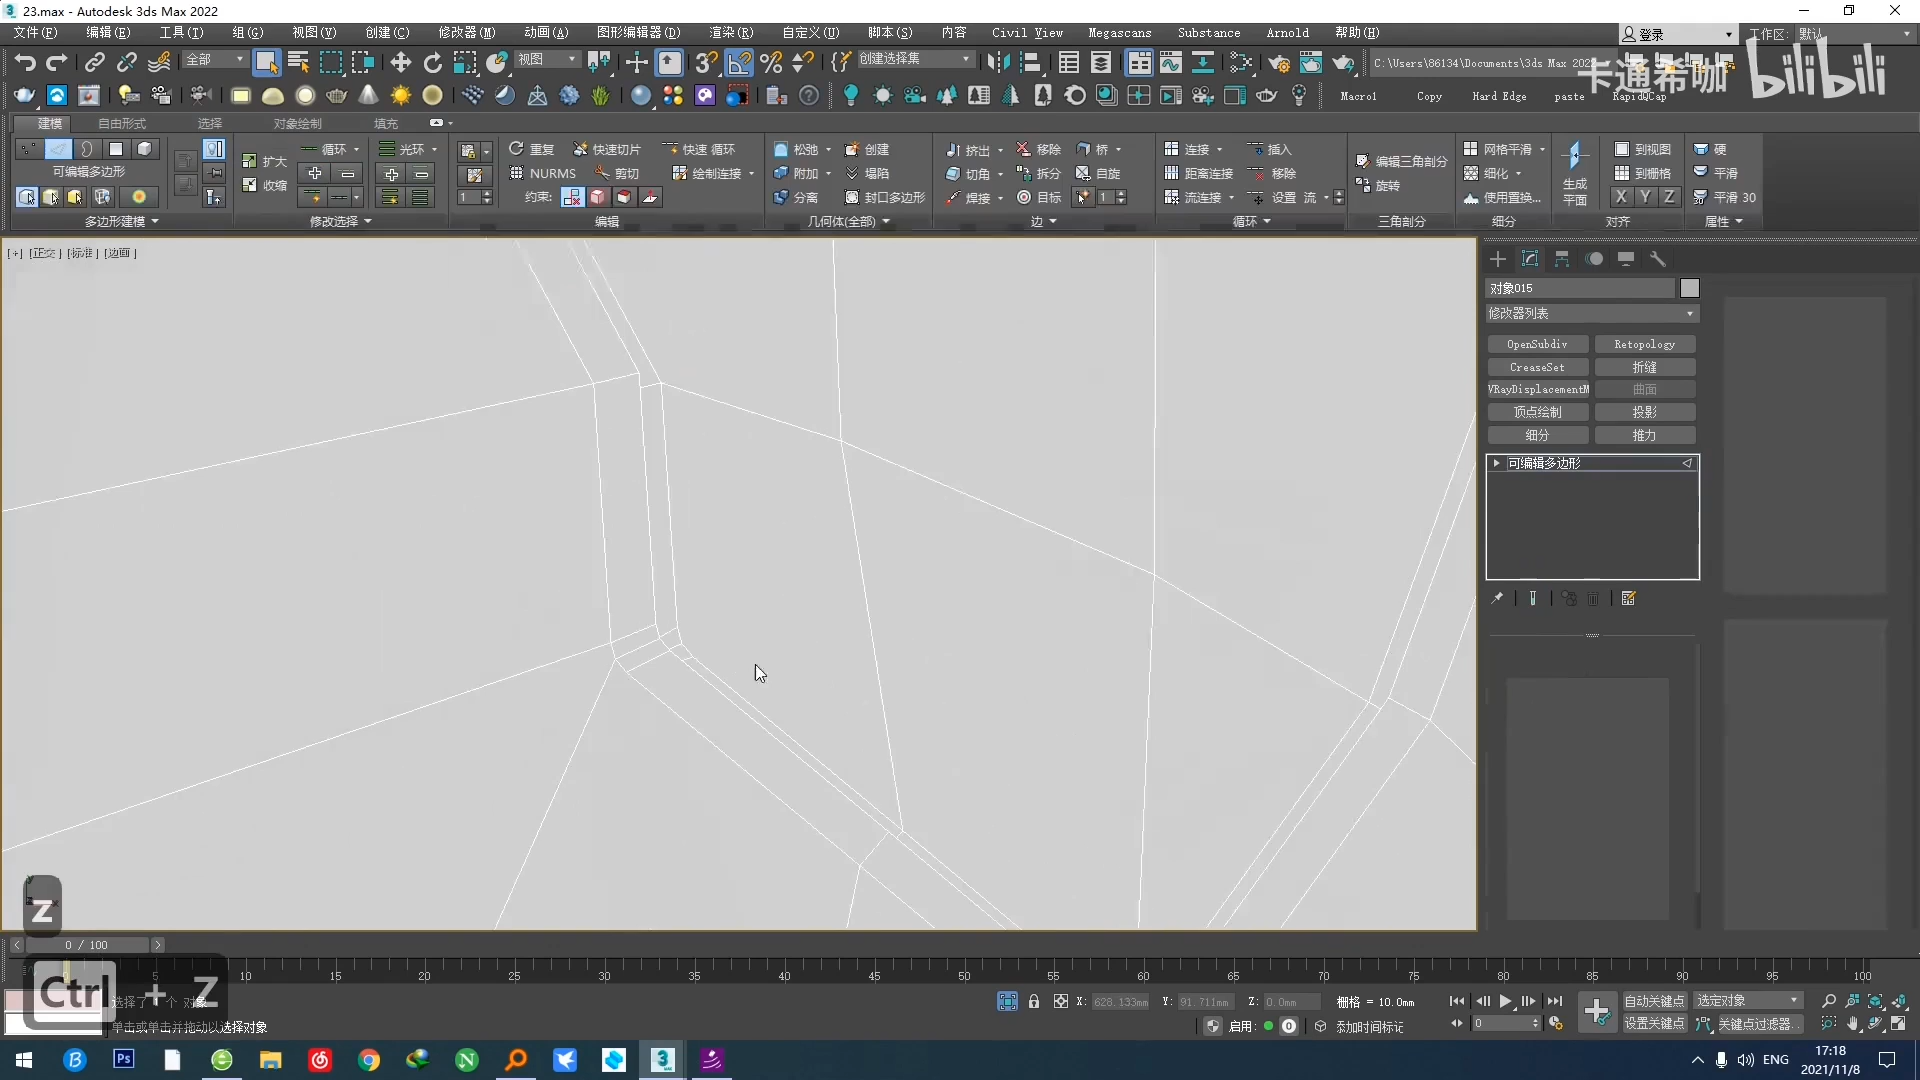 23.max - Autodesk 3ds Max 2022
文件(F) 编辑(E) 工具(T) 组(G) 视图(V) 创建(C) 修改器(M) 动画(A) 图形编辑器(D) 渲染(R) 自定义(U) 脚本(S) 内容 Civil View Megascans Substance Arnold 帮助(H) 登录 工作区: 默认
全部 视图 创建选择集 C:\Users\86134\Documents\3ds Max 2022
卡通希咖 bilibili
Macro1 Copy Hard Edge paste RapidQCap
建模 自由形式 选择 对象绘制 填充
循环 光环 重复 快速切片 快速 循环 松弛 创建 挤出 移除 桥 连接 插入 网格平滑 到视图 硬
扩大 编辑三角剖分
可编辑多边形 NURMS 剪切 绘制连接 附加 塌陷 切角 拆分 自旋 距离连接 移除 细化 到栅格 平滑
收缩 旋转 生成
平面
约束: 分离 封口多边形 焊接 目标 1 流连接 设置 流 使用置换... X Y Z 平滑 30
1
多边形建模 修改选择 编辑 几何体(全部) 边 循环 三角剖分 细分 对齐 属性
[+] [正交] [标准] [边面]
对象015
修改器列表
OpenSubdiv Retopology
CreaseSet 折缝
VRayDisplacementM 曲面
顶点绘制 投影
细分 推力
可编辑多边形
Z
0 / 100
5 10 15 20 25 30 35 40 45 50 55 60 65 70 75 80 85 90 95 100
Ctrl + Z
选择了 1 个 对象
单击或单击并拖动以选择对象
X: 628.133mm Y: 91.711mm Z: 0.0mm 栅格 = 10.0mm 自动关键点 选定对象
启用: 0 添加时间标记 0 设置关键点 关键点过滤器...
ENG 17:18
2021/11/8